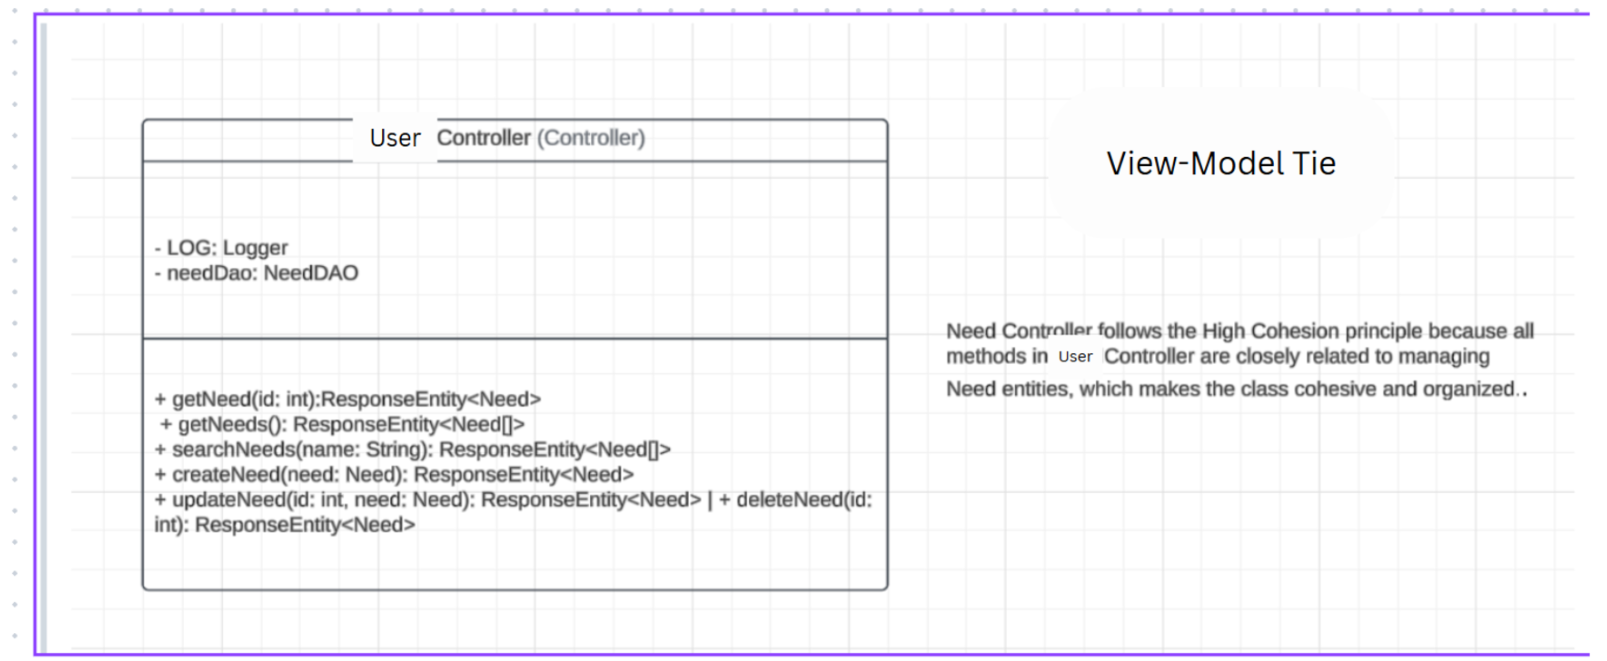 User Controller (Controller)
- LOG: Logger
- needDao: NeedDAO
+ getNeed(id: int):ResponseEntity<Need>
+ getNeeds(): ResponseEntity<Need[]>
+ searchNeeds(name: String): ResponseEntity<Need[]>
+ createNeed(need: Need): ResponseEntity<Need>
+ updateNeed(id: int, need: Need): ResponseEntity<Need> | + deleteNeed(id:
int): ResponseEntity<Need>
View-Model Tie
Need Controller follows the High Cohesion principle because all
methods in User Controller are closely related to managing
Need entities, which makes the class cohesive and organized..